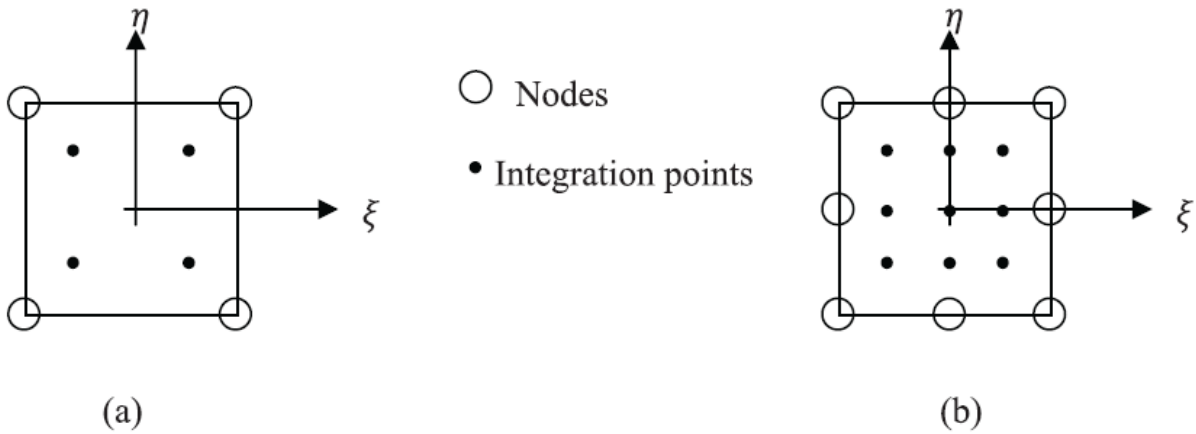 η
η
Nodes
Integration points
ξ
ξ
(a)
(b)